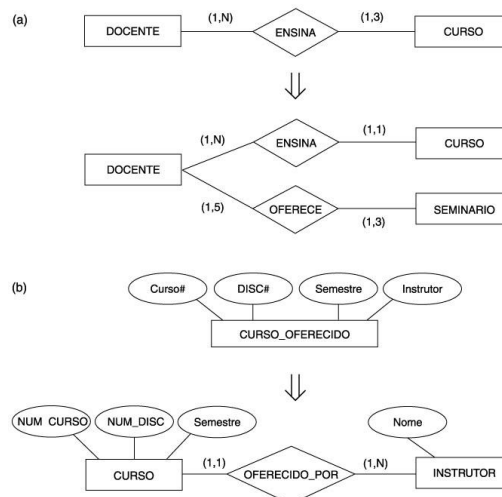 (a)
DOCENTE (1,N) ENSINA (1,3) CURSO
(1,N) ENSINA (1,1) CURSO
DOCENTE
(1,5) OFERECE (1,3) SEMINARIO
(b)
Curso# DISC# Semestre Instrutor
CURSO_OFERECIDO
NUM CURSO NUM_DISC Semestre Nome
CURSO (1,1) OFERECIDO_POR (1,N) INSTRUTOR